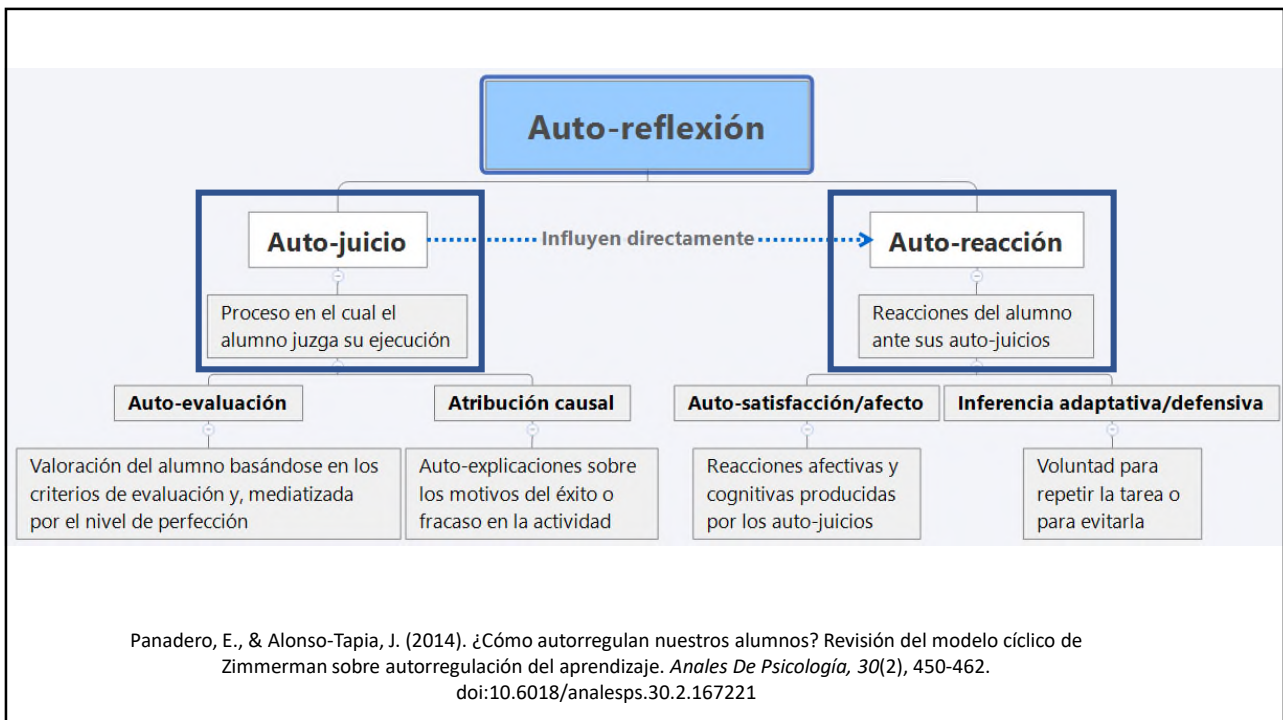 Auto-reflexión
Auto-juicio
Influyen directamente
Auto-reacción
Proceso en el cual el
alumno juzga su ejecución
Reacciones del alumno
ante sus auto-juicios
Auto-evaluación
Atribución causal
Auto-satisfacción/afecto
Inferencia adaptativa/defensiva
Valoración del alumno basándose en los
criterios de evaluación y, mediatizada
por el nivel de perfección
Auto-explicaciones sobre
los motivos del éxito o
fracaso en la actividad
Reacciones afectivas y
cognitivas producidas
por los auto-juicios
Voluntad para
repetir la tarea o
para evitarla
Panadero, E., & Alonso-Tapia, J. (2014). ¿Cómo autorregulan nuestros alumnos? Revisión del modelo cíclico de
Zimmerman sobre autorregulación del aprendizaje. Anales De Psicología, 30(2), 450-462.
doi:10.6018/analesps.30.2.167221